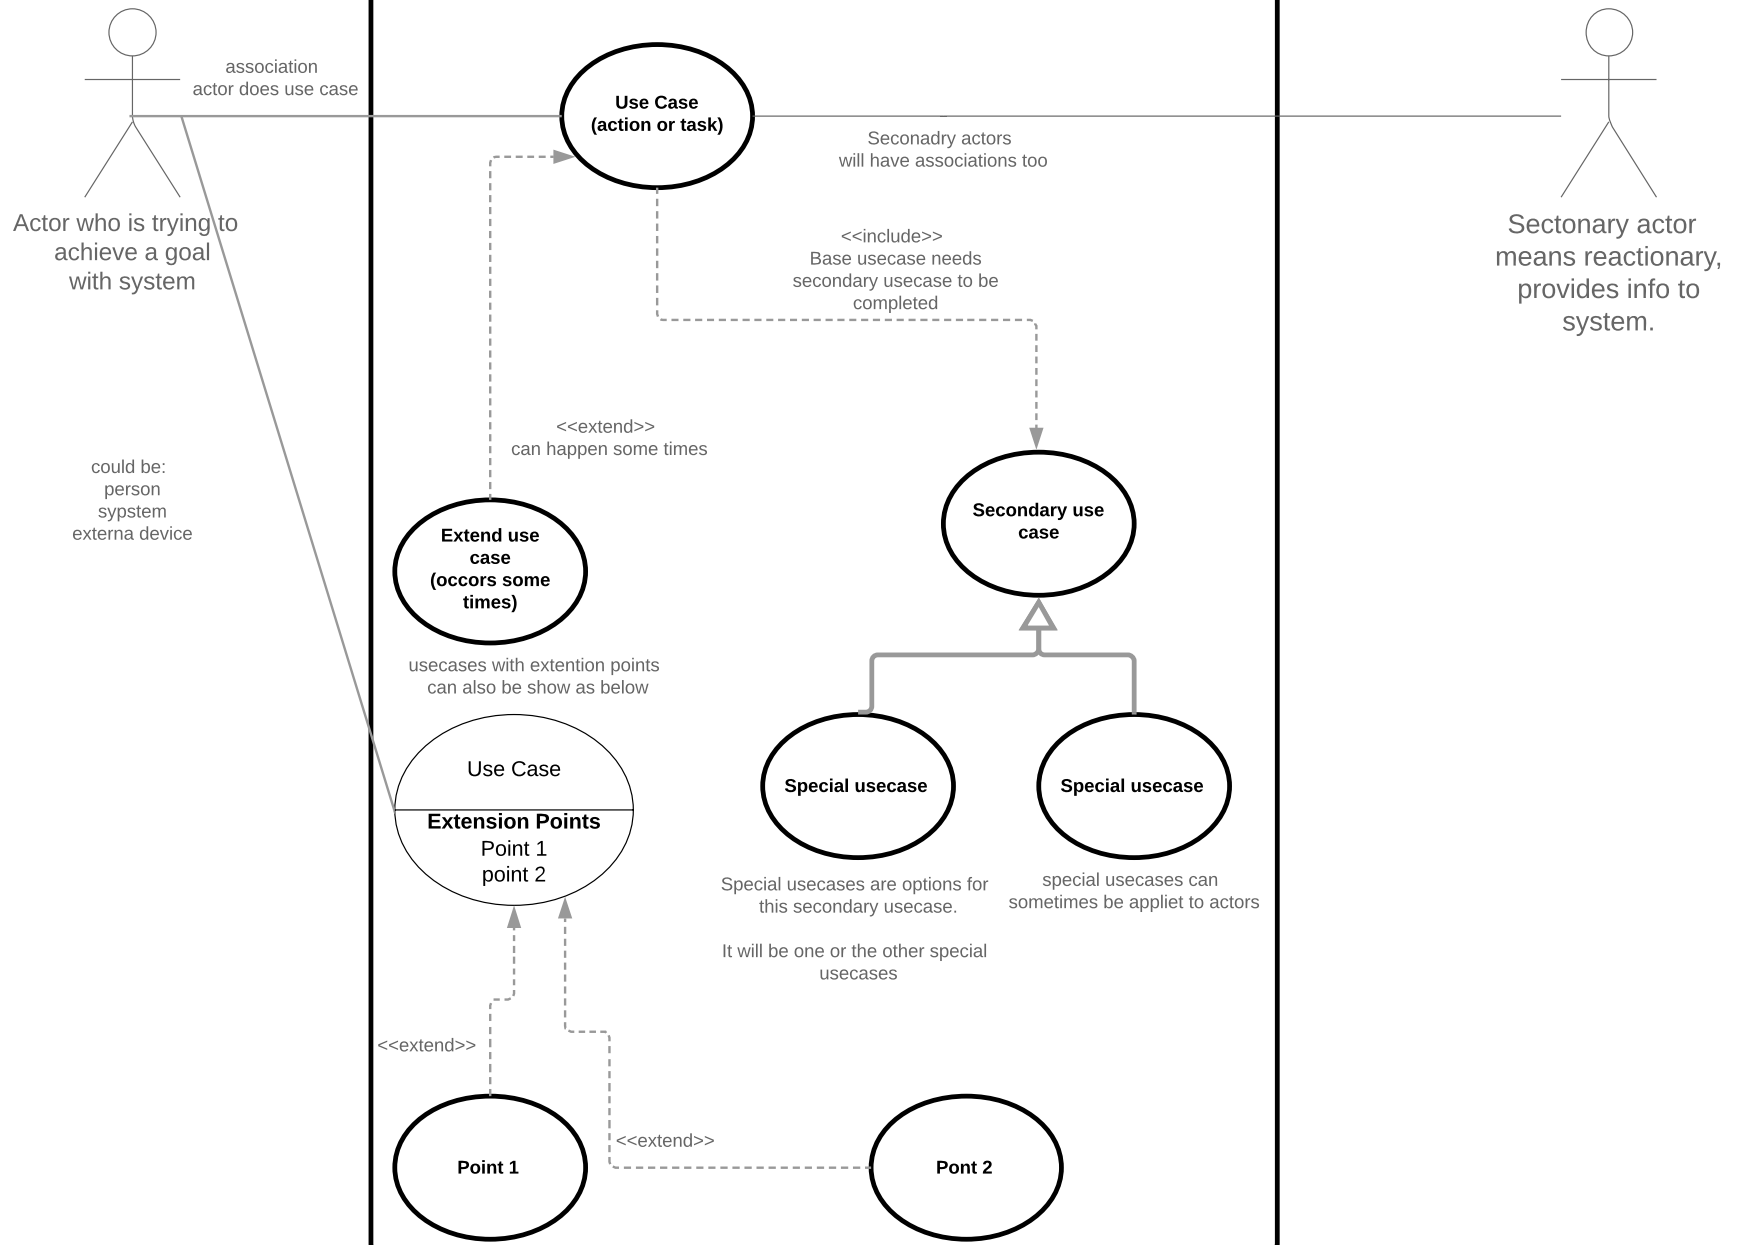 association
actor does use case
Use Case
(action or task)
Seconadry actors
will have associations too
Actor who is trying to
achieve a goal
with system
Sectonary actor
means reactionary,
provides info to
system.
<<include>>
Base usecase needs
secondary usecase to be
completed
<<extend>>
can happen some times
could be:
person
sypstem
externa device
Extend use
case
(occors some
times)
Secondary use
case
usecases with extention points
can also be show as below
Use Case
Extension Points
Point 1
point 2
Special usecase
Special usecase
Special usecases are options for
this secondary usecase.
It will be one or the other special
usecases
special usecases can
sometimes be appliet to actors
<<extend>>
<<extend>>
Point 1
Pont 2